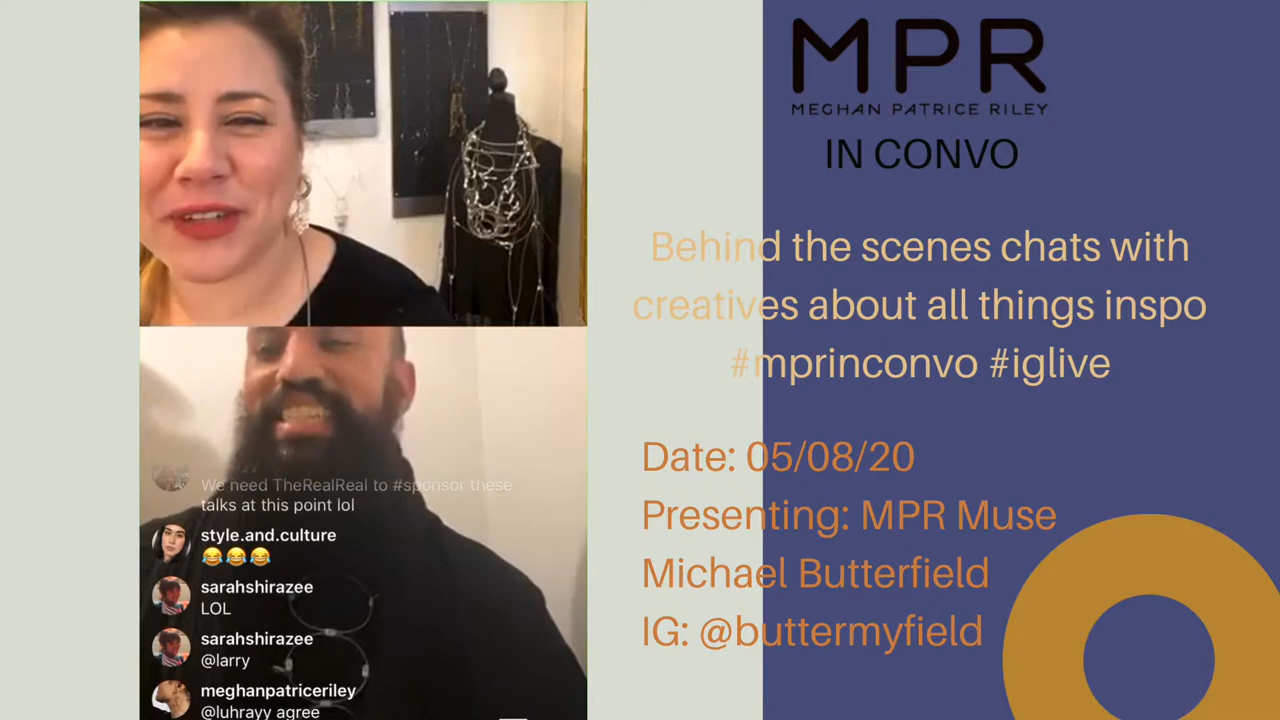 MPR
MEGHAN PATRICE RILEY
IN CONVO
Behind the scenes chats with
creatives about all things inspo
#mprinconvo #iglive
Date: 05/08/20
Presenting: MPR Muse
Michael Butterfield
IG: @buttermyfield
We need TheRealReal to #sponsor these
talks at this point lol
style.and.culture
😂😂😂
sarahshirazee
LOL
sarahshirazee
@larry
meghanpatriceriley
@luhrayy agree